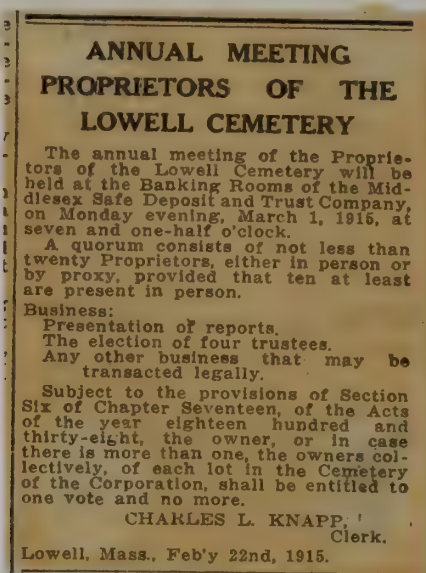 ANNUAL MEETING
PROPRIETORS OF THE
LOWELL CEMETERY
The annual meeting of the Proprie-
tors of the Lowell Cemetery will be
held at the Banking Rooms of the Mid-
dlesex Safe Deposit and Trust Company,
on Monday evening, March 1, 1915, at
seven and one-half o'clock.
A quorum consists of not less than
twenty Proprietors, either in person or
by proxy, provided that ten at least
are present in person.
Business:
Presentation of reports.
The election of four trustees.
Any other business that may be
transacted legally.
Subject to the provisions of Section
Six of Chapter Seventeen, of the Acts
of the year eighteen hundred and
thirty-eight, the owner, or in case
there is more than one, the owners col-
lectively, of each lot in the Cemetery
of the Corporation, shall be entitled to
one vote and no more.
CHARLES L. KNAPP,
Clerk.
Lowell, Mass., Feb'y 22nd, 1915.